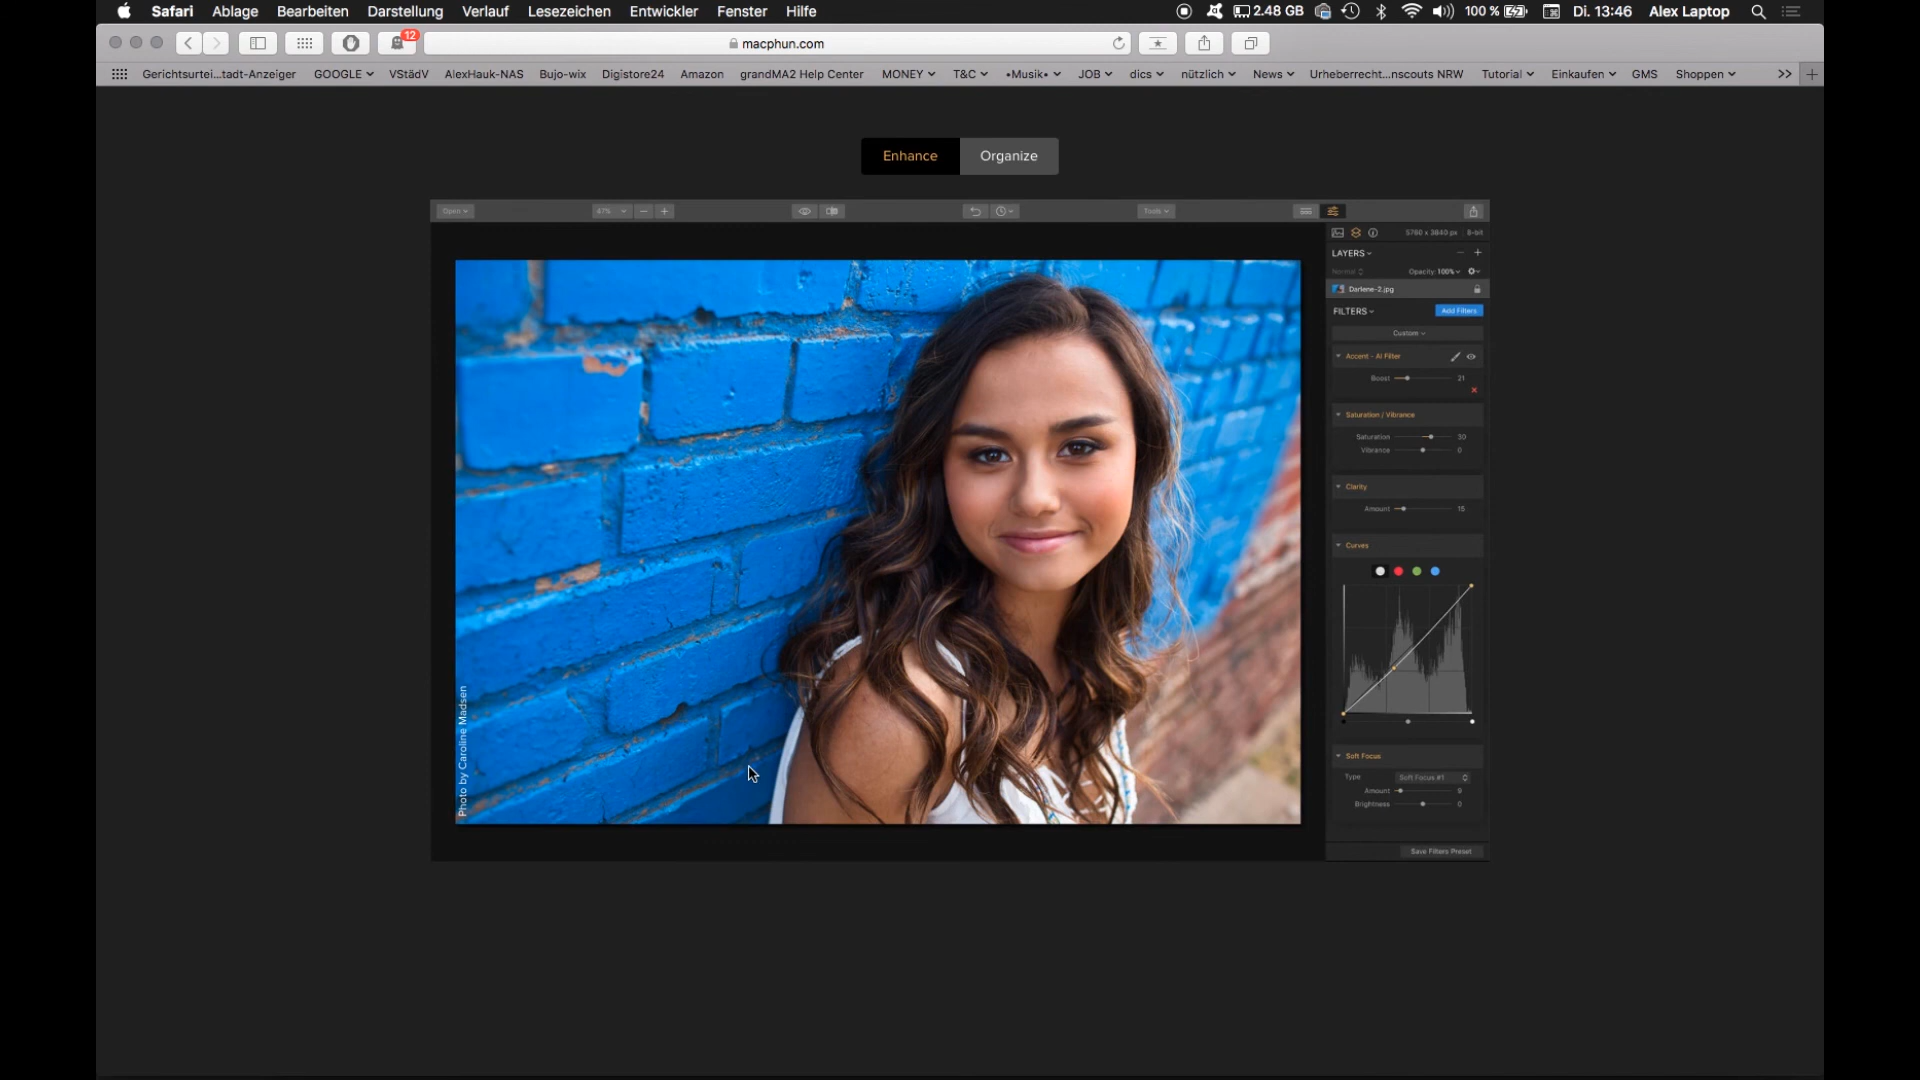 Safari Ablage Bearbeiten Darstellung Verlauf Lesezeichen Entwickler Fenster Hilfe 2.48 GB 100 % Di. 13:46 Alex Laptop
12
macphun.com
Gerichtsurtei...tadt-Anzeiger GOOGLE VStädV AlexHauk-NAS Bujo-wix Digistore24 Amazon grandMA2 Help Center MONEY T&C •Musik• JOB dics nützlich News Urheberrecht...nscouts NRW Tutorial Einkaufen GMS Shoppen
Enhance Organize
Open 47% Tools
5760 x 3840 px 8-bit
LAYERS
Normal Opacity: 100%
Darlene-2.jpg
FILTERS Add Filters
Custom
Accent - AI Filter
Boost 21
Saturation / Vibrance
Saturation 30
Vibrance 0
Clarity
Amount 15
Curves
Soft Focus
Type Soft Focus #1
Amount 9
Brightness 0
Save Filters Preset
Photo by Caroline Madsen